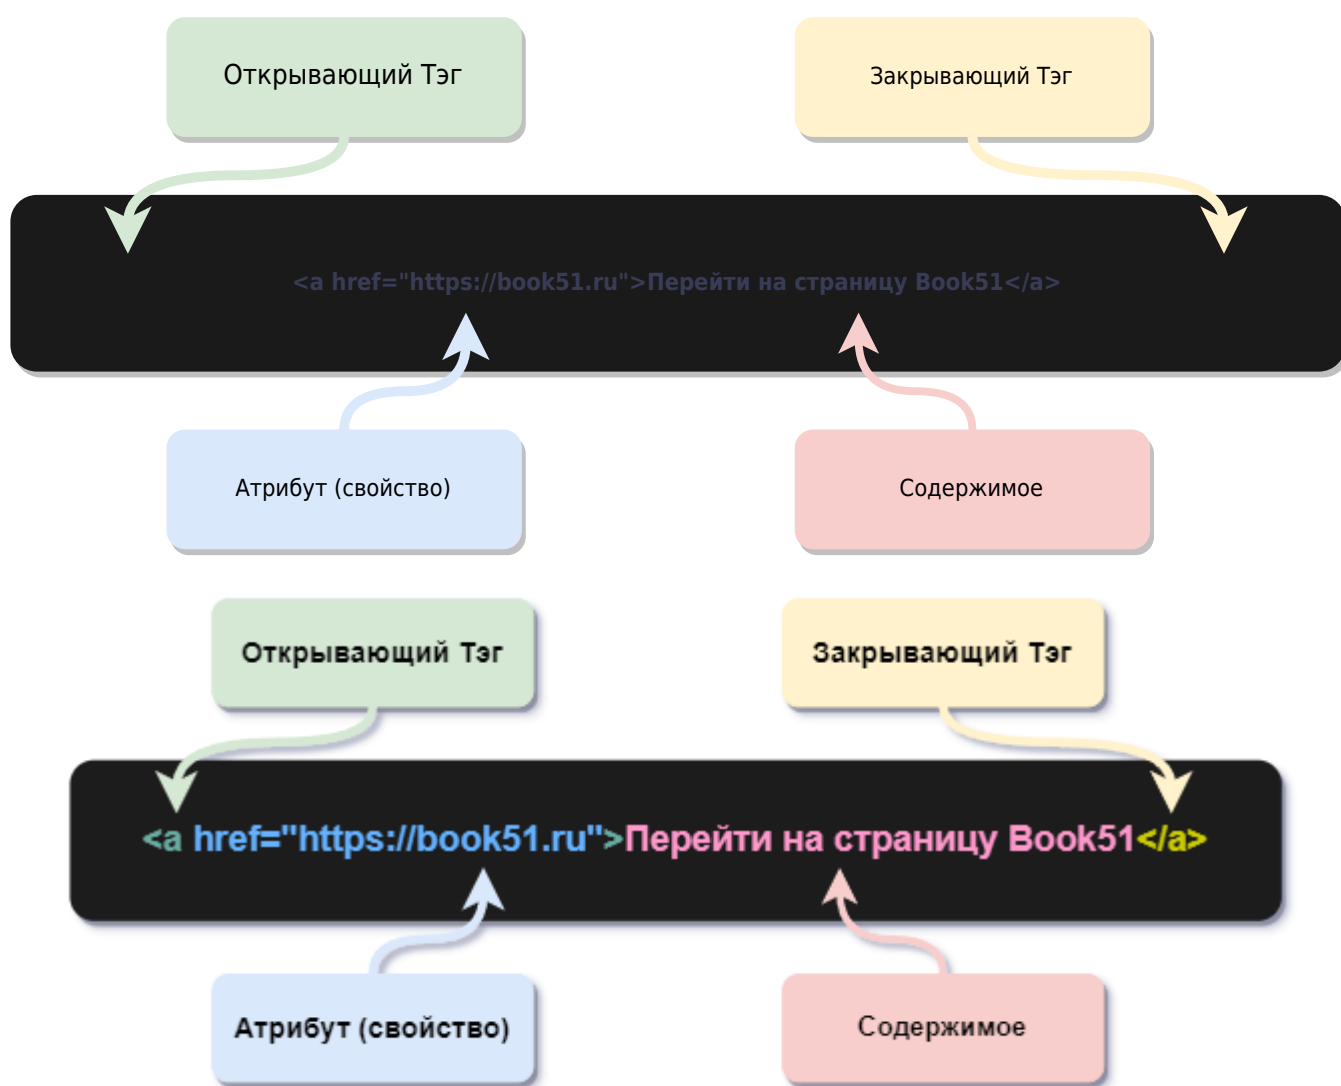 Открывающий Тэг
Закрывающий Тэг
<a href="https://book51.ru">Перейти на страницу Book51</a>
Атрибут (свойство)
Содержимое
Открывающий Тэг
Закрывающий Тэг
<a href="https://book51.ru">Перейти на страницу Book51</a>
Атрибут (свойство)
Содержимое